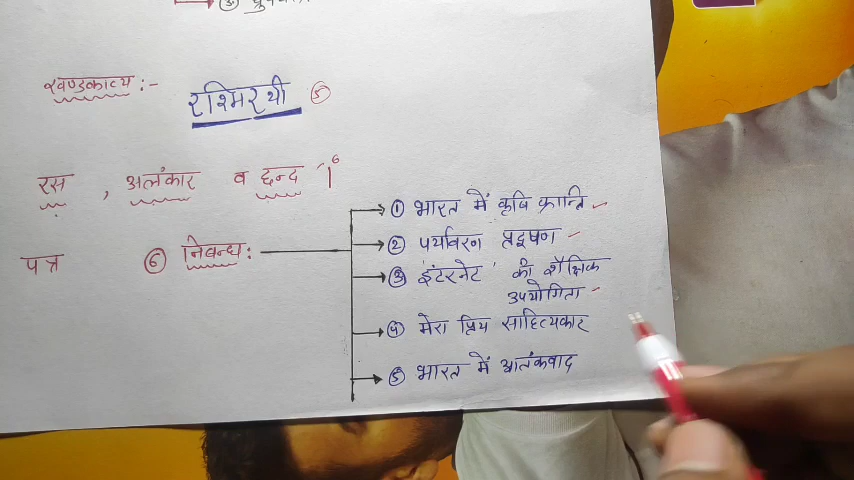 खण्डकाव्य :-
रश्मिरथी ⑤
रस , अलंकार व छन्द
पत्र ⑥ निबन्ध :
① भारत में कृषि क्रान्ति
② पर्यावरण प्रदूषण
③ 'इंटरनेट' की शैक्षिक
उपयोगिता
④ मेरा प्रिय साहित्यकार
⑤ भारत में आतंकवाद